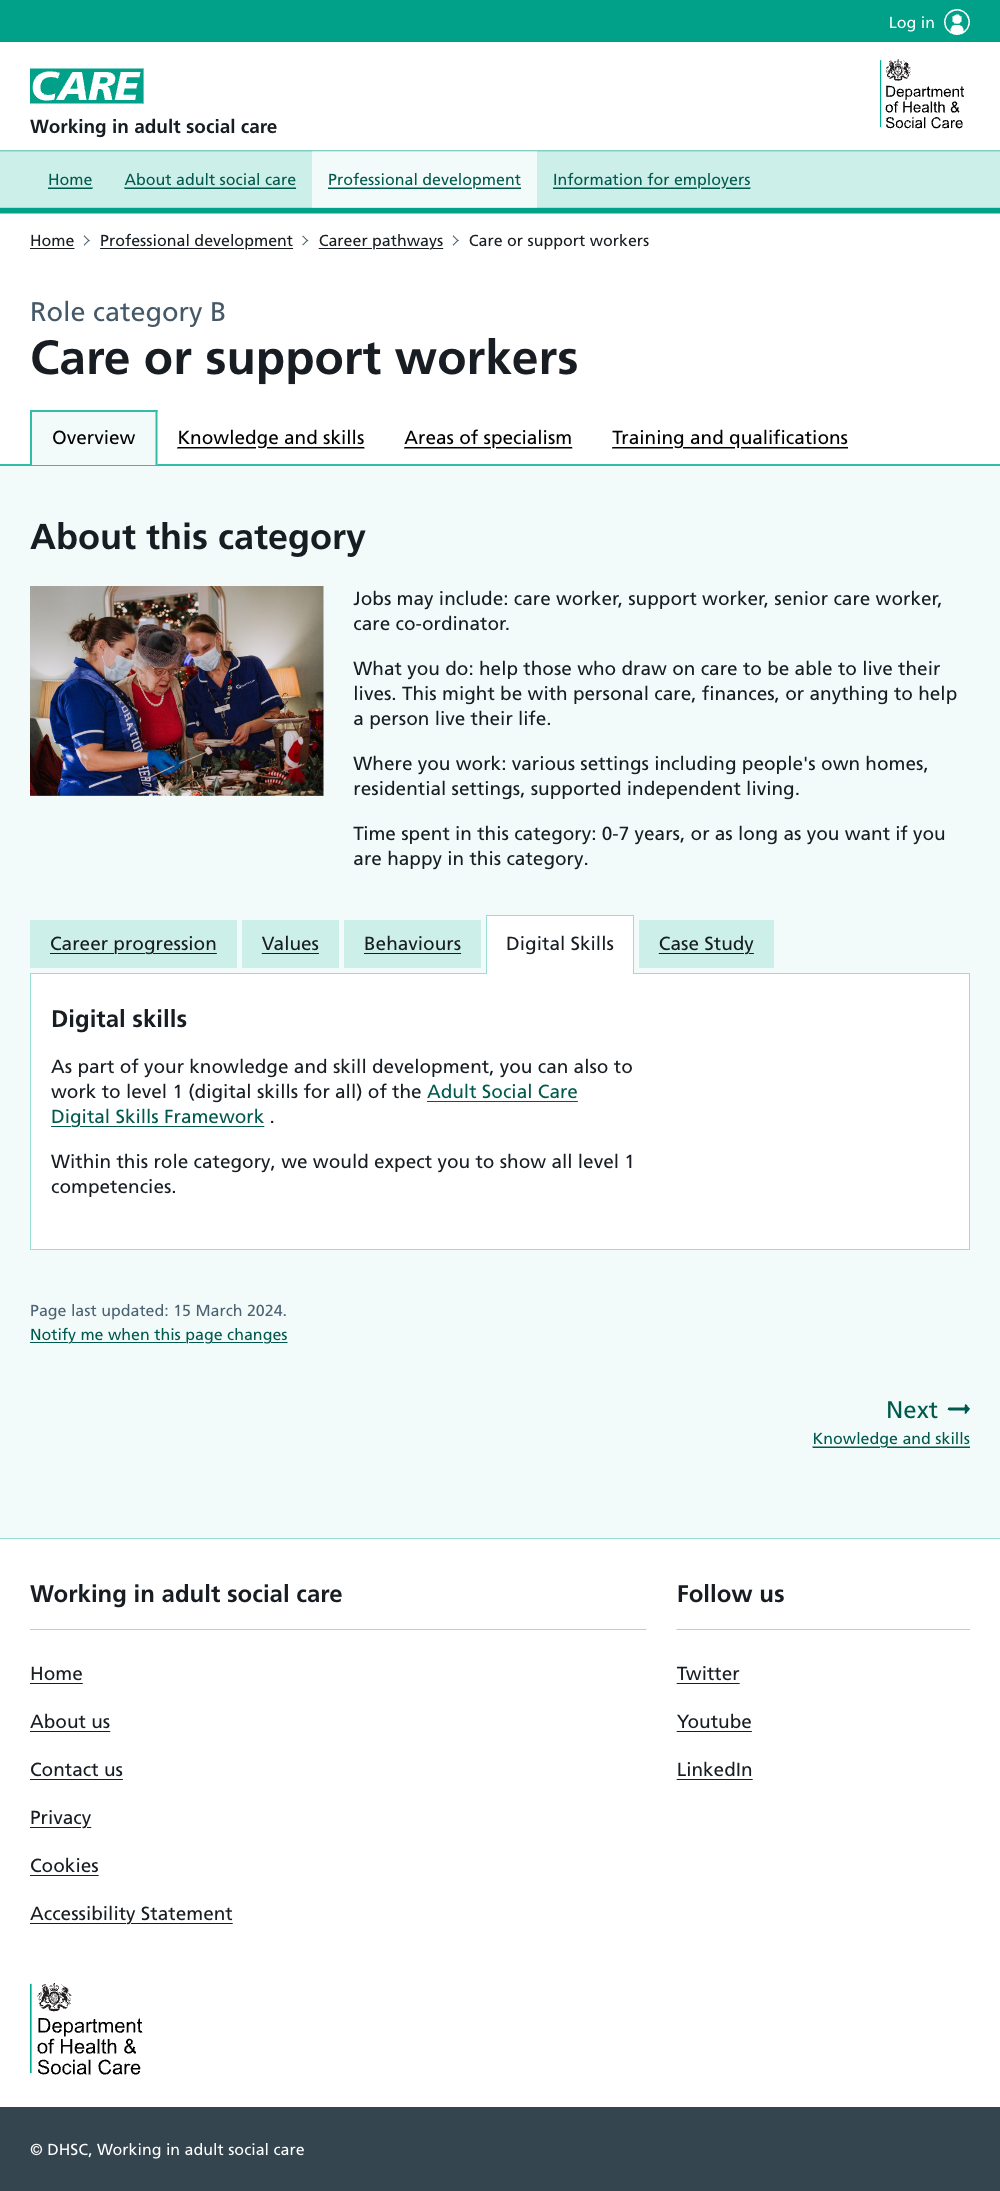 Log in
CARE
Working in adult social care
Department
of Health &
Social Care
Home
About adult social care
Professional development
Information for employers
Home
Professional development
Career pathways
Care or support workers
Role category B
Care or support workers
Overview
Knowledge and skills
Areas of specialism
Training and qualifications
About this category
Jobs may include: care worker, support worker, senior care worker,
care co-ordinator.
What you do: help those who draw on care to be able to live their
lives. This might be with personal care, finances, or anything to help
a person live their life.
Where you work: various settings including people's own homes,
residential settings, supported independent living.
Time spent in this category: 0-7 years, or as long as you want if you
are happy in this category.
Career progression
Values
Behaviours
Digital Skills
Case Study
Digital skills
As part of your knowledge and skill development, you can also to
work to level 1 (digital skills for all) of the Adult Social Care
Digital Skills Framework .
Within this role category, we would expect you to show all level 1
competencies.
Page last updated: 15 March 2024.
Notify me when this page changes
Next
Knowledge and skills
Working in adult social care
Home
About us
Contact us
Privacy
Cookies
Accessibility Statement
Follow us
Twitter
Youtube
LinkedIn
Department
of Health &
Social Care
© DHSC, Working in adult social care